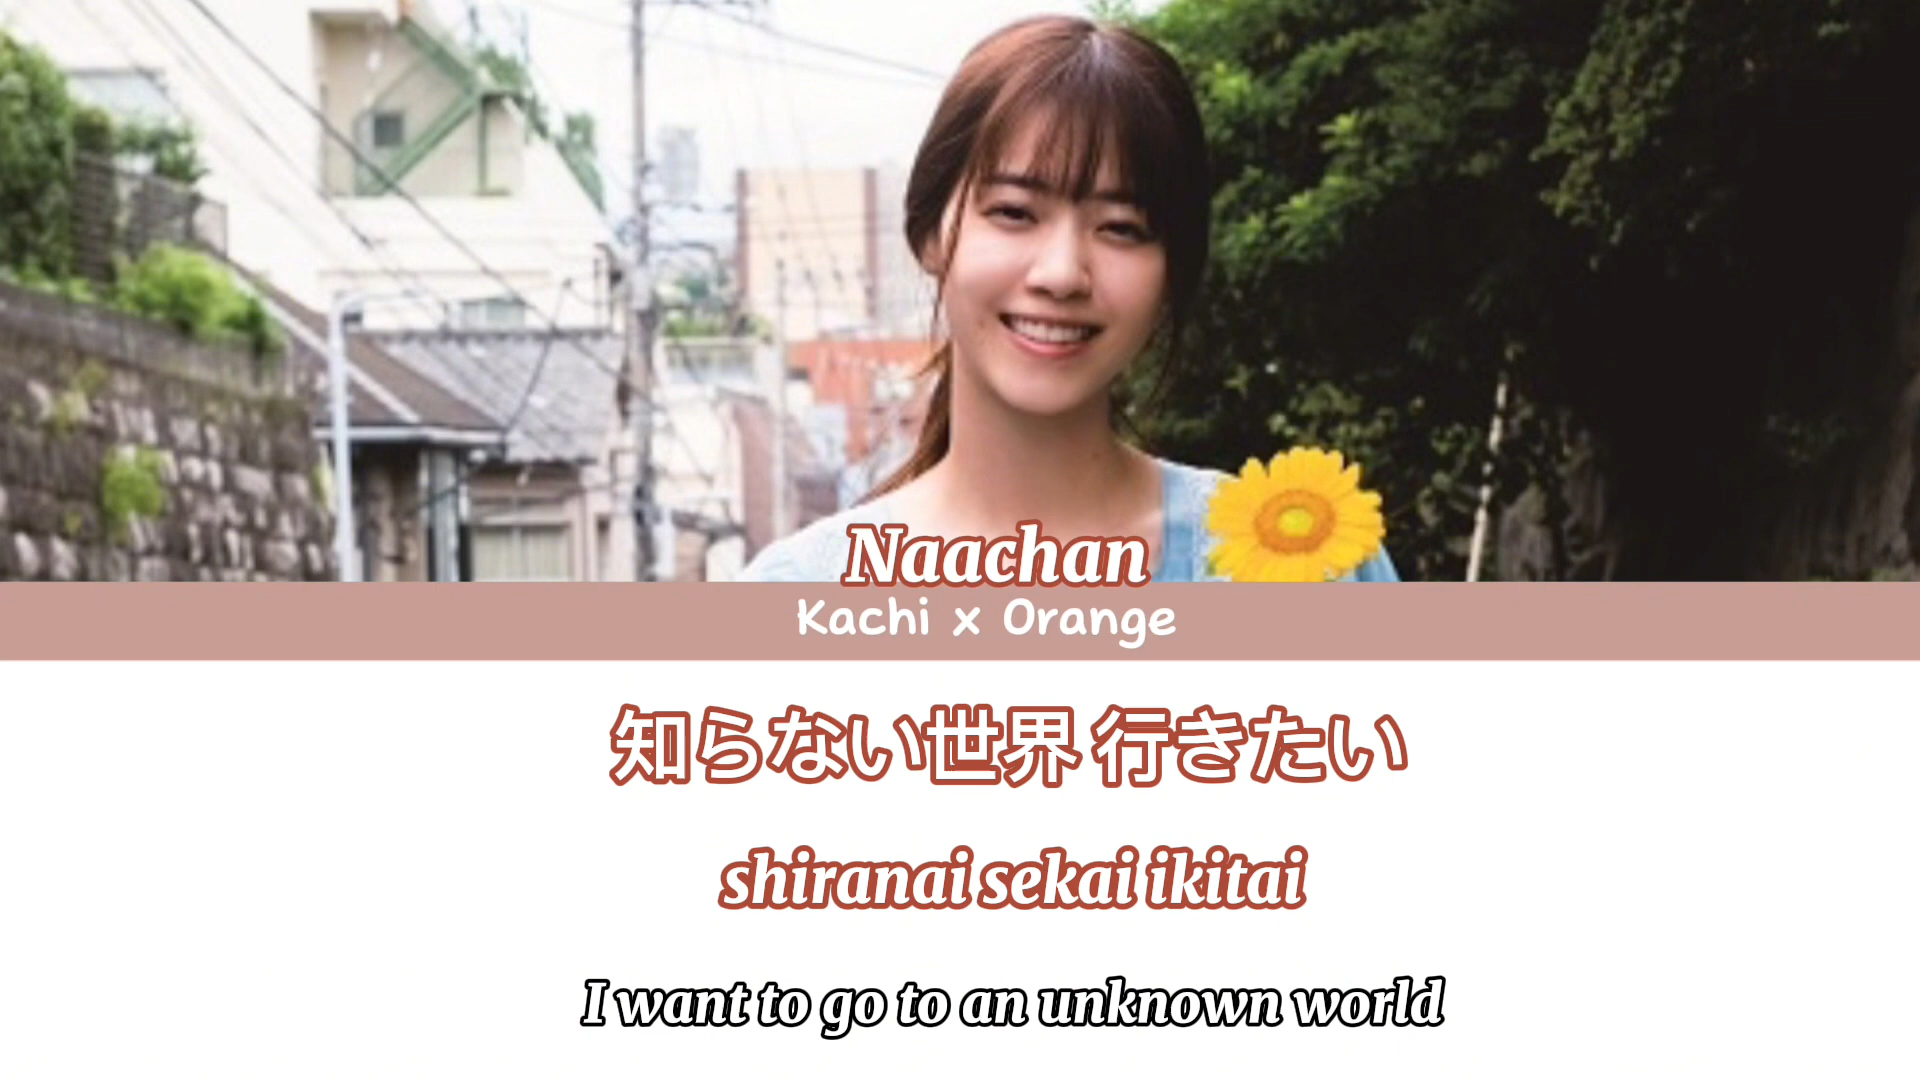 Naachan
Kachi x Orange
知らない世界 行きたい
shiranai sekai ikitai
I want to go to an unknown world